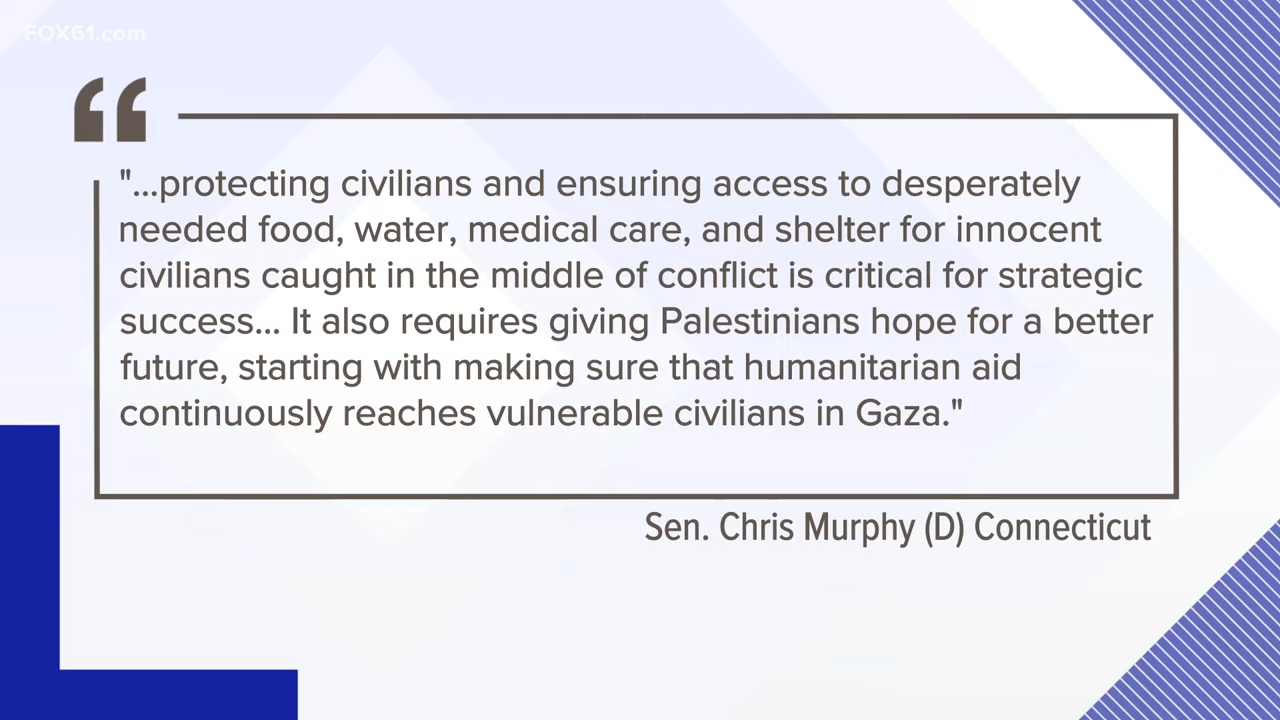 FOX61.com
"...protecting civilians and ensuring access to desperately
needed food, water, medical care, and shelter for innocent
civilians caught in the middle of conflict is critical for strategic
success... It also requires giving Palestinians hope for a better
future, starting with making sure that humanitarian aid
continuously reaches vulnerable civilians in Gaza."
Sen. Chris Murphy (D) Connecticut